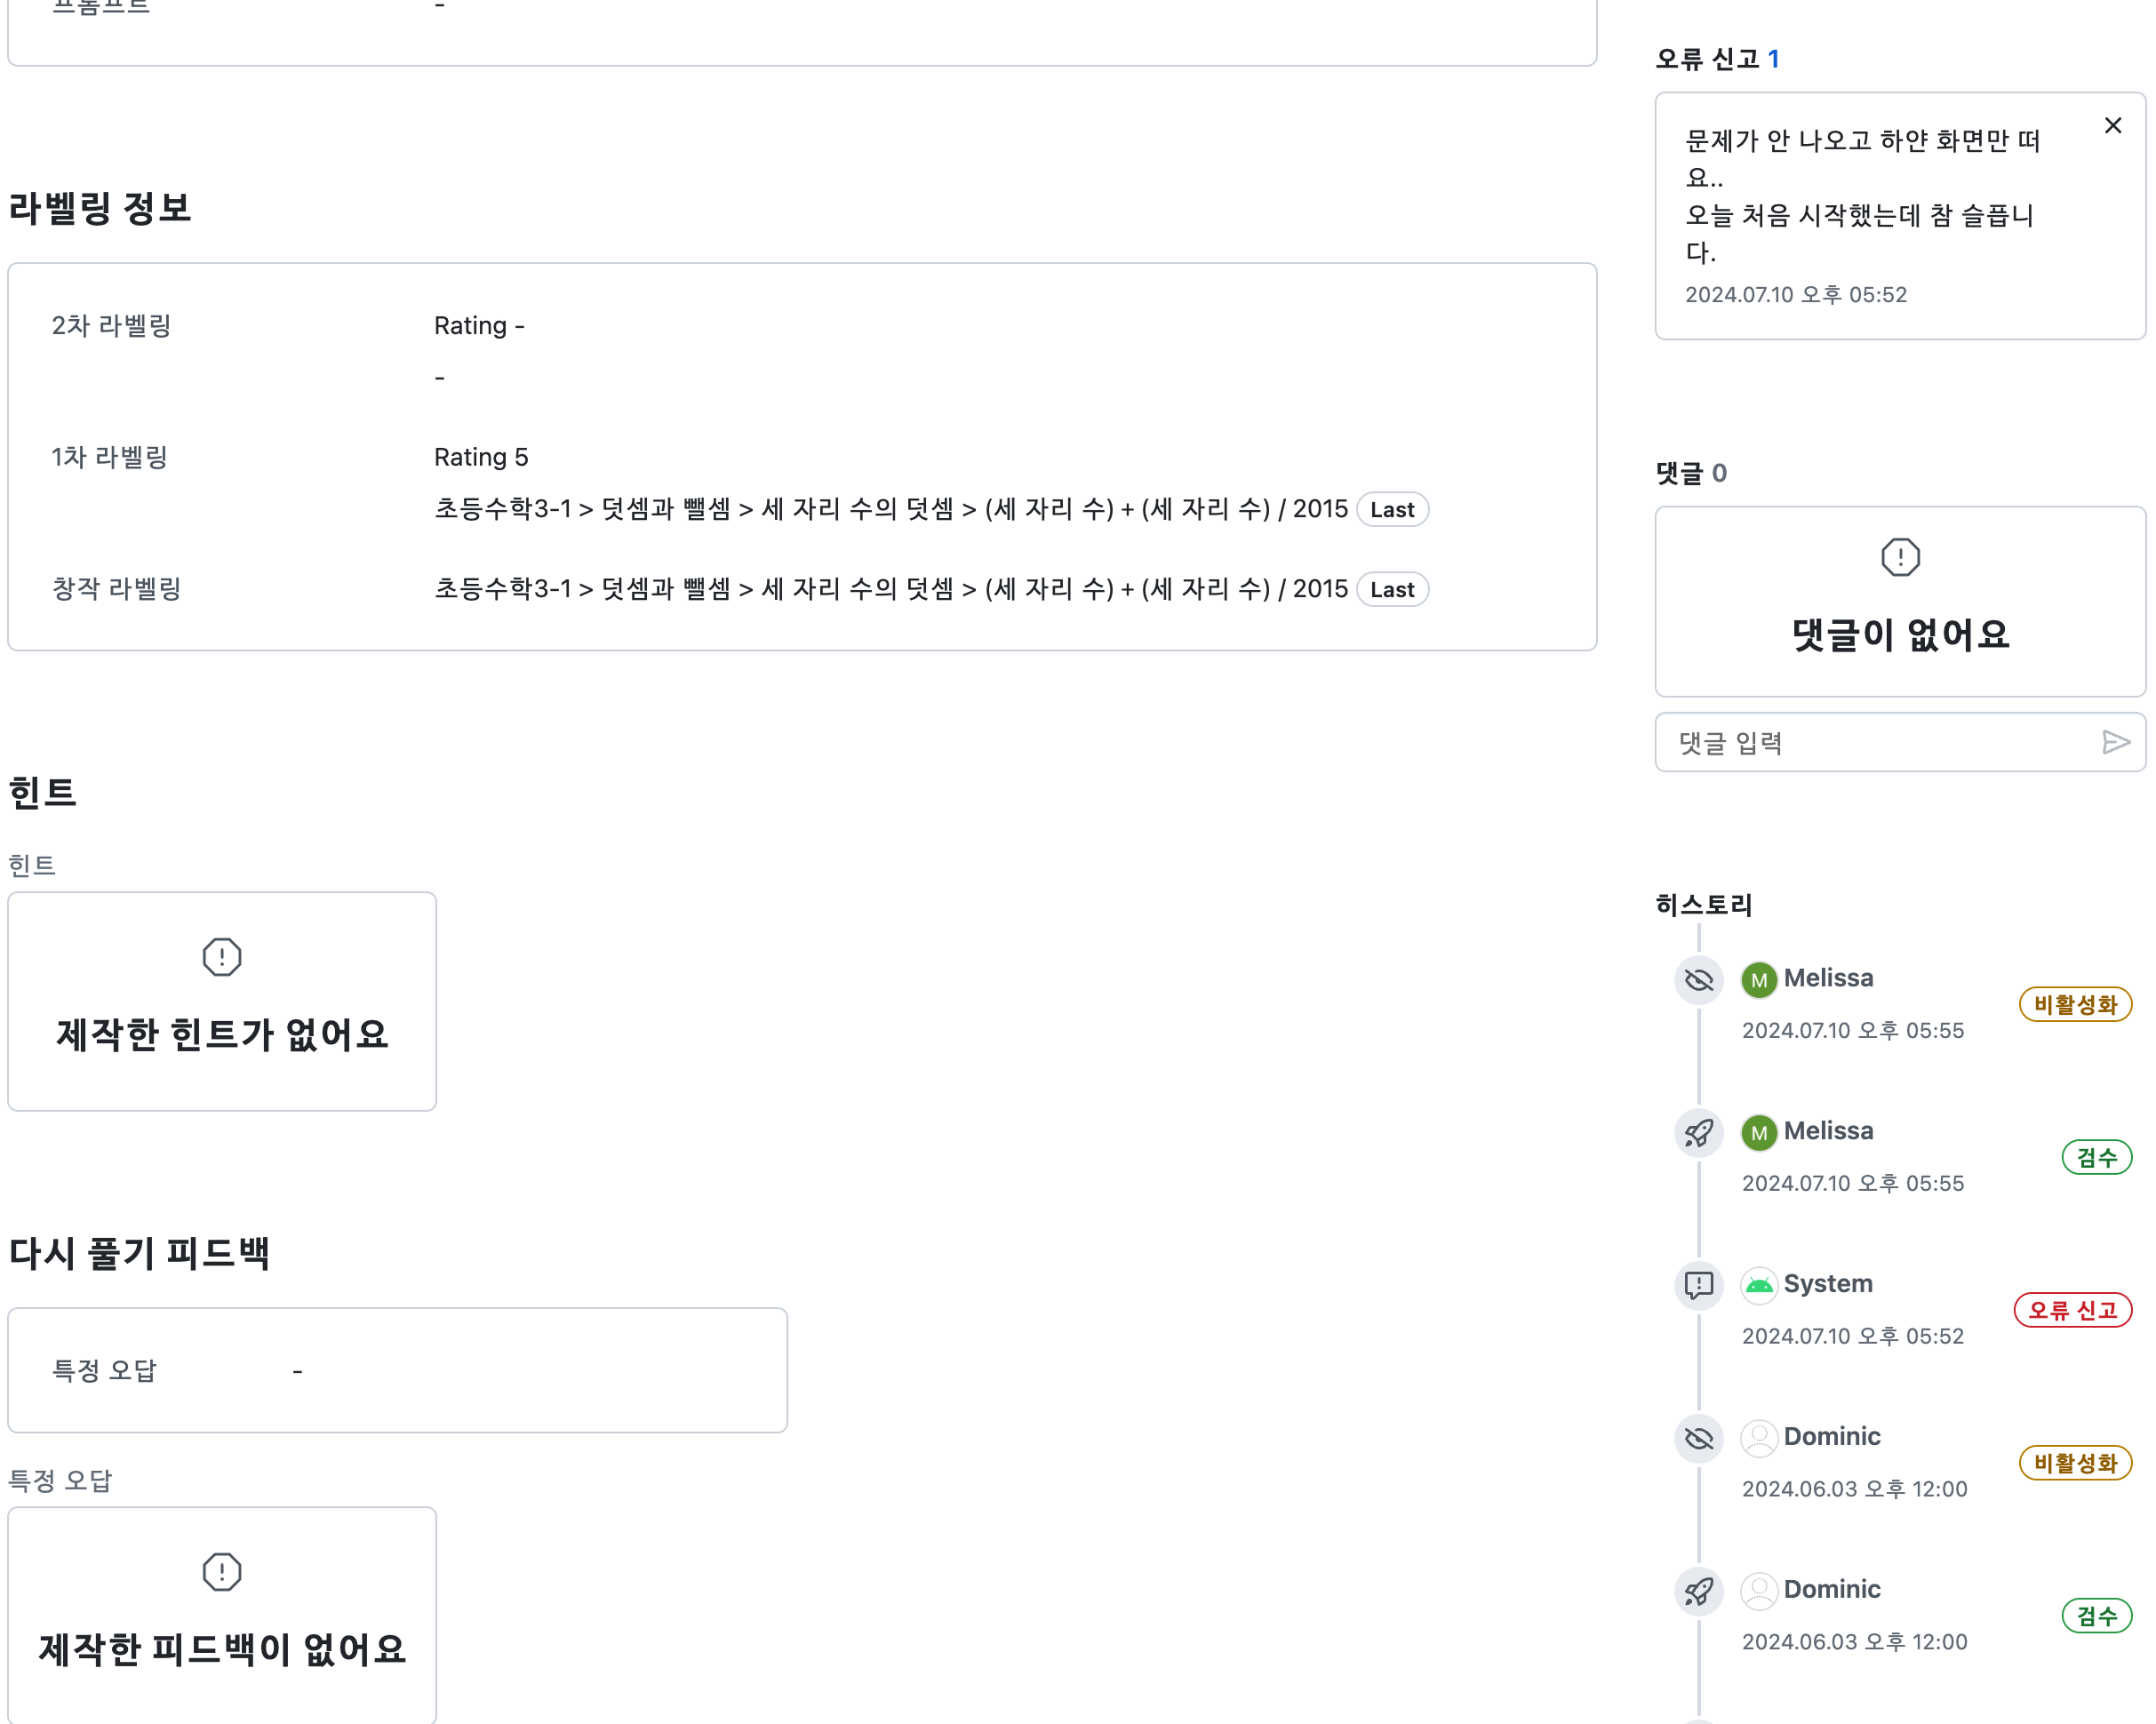 프롬프트 -
라벨링 정보
2차 라벨링 Rating -
-
1차 라벨링 Rating 5
초등수학3-1 > 덧셈과 뺄셈 > 세 자리 수의 덧셈 > (세 자리 수) + (세 자리 수) / 2015 Last
창작 라벨링 초등수학3-1 > 덧셈과 뺄셈 > 세 자리 수의 덧셈 > (세 자리 수) + (세 자리 수) / 2015 Last
힌트
힌트
제작한 힌트가 없어요
다시 풀기 피드백
특정 오답 -
특정 오답
제작한 피드백이 없어요
오류 신고 1
문제가 안 나오고 하얀 화면만 떠
요..
오늘 처음 시작했는데 참 슬픕니
다.
2024.07.10 오후 05:52
댓글 0
댓글이 없어요
댓글 입력
히스토리
M Melissa
비활성화
2024.07.10 오후 05:55
M Melissa
검수
2024.07.10 오후 05:55
System
오류 신고
2024.07.10 오후 05:52
Dominic
비활성화
2024.06.03 오후 12:00
Dominic
검수
2024.06.03 오후 12:00